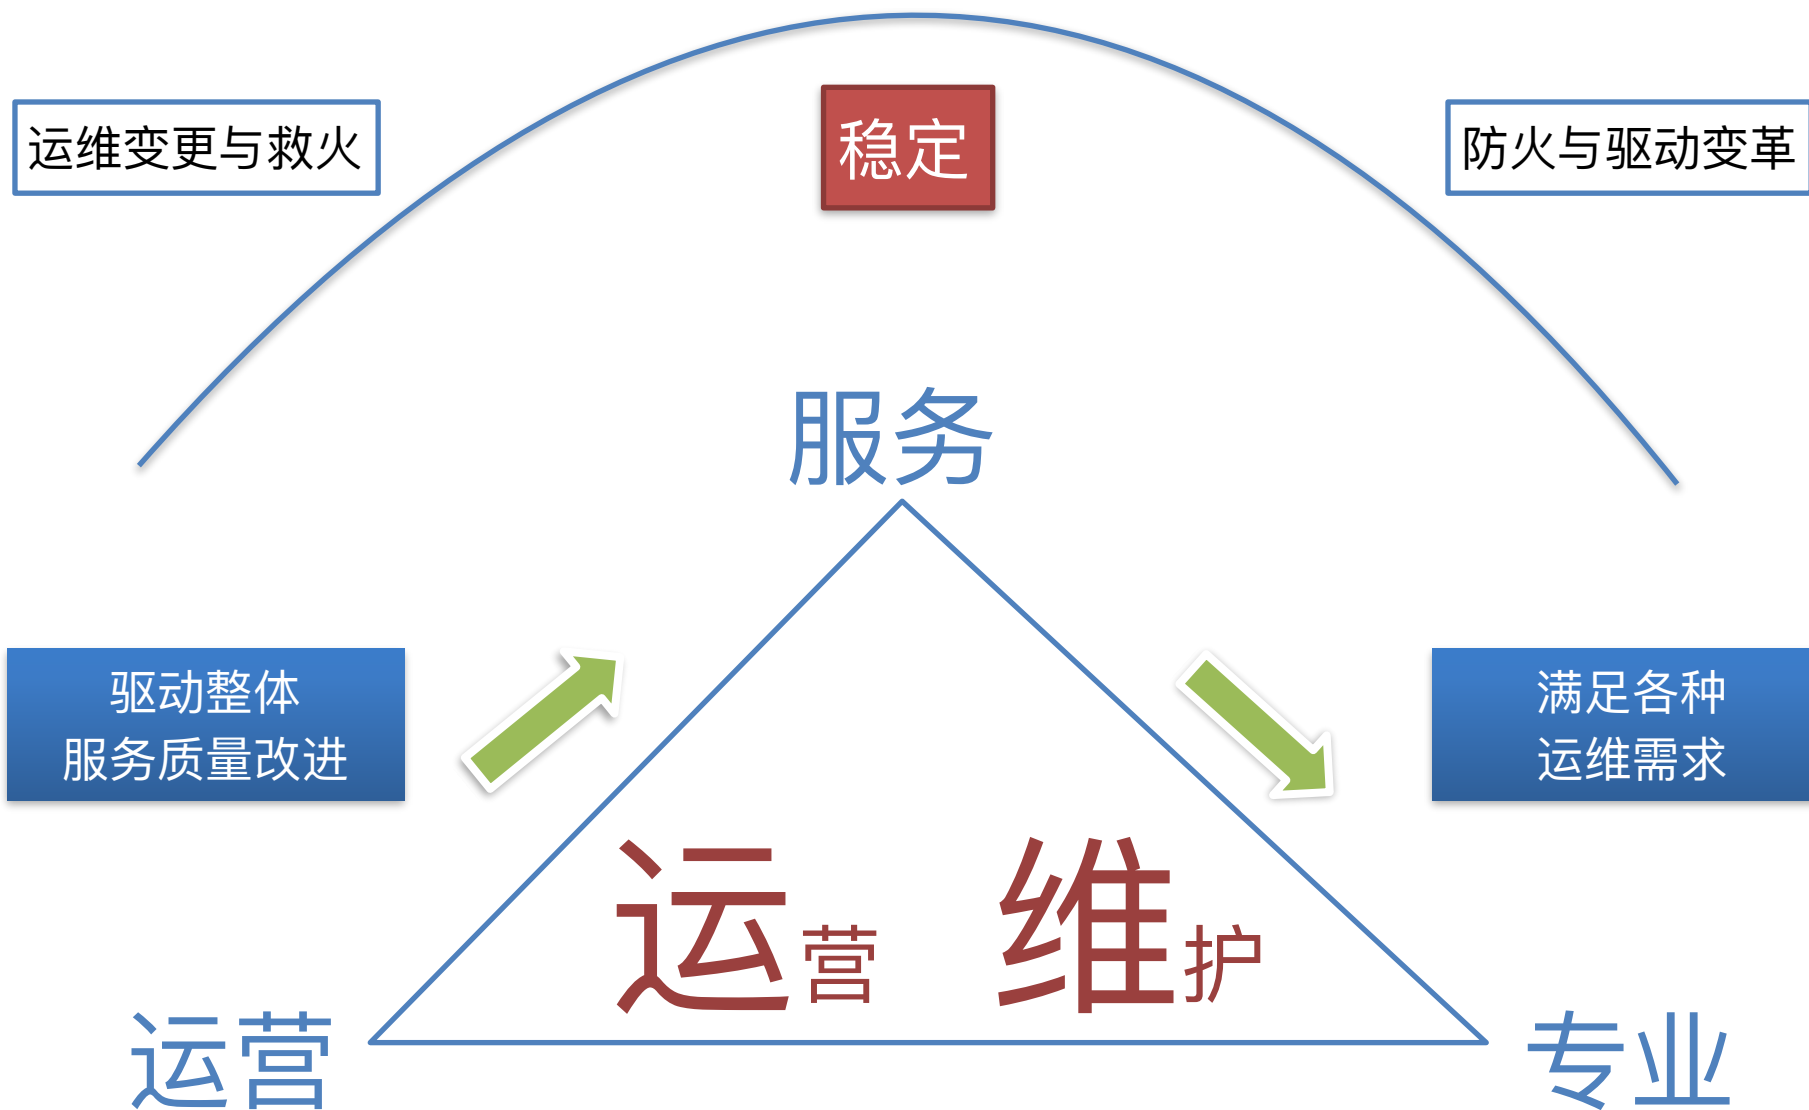 运维变更与救火
稳定
防火与驱动变革
服务
驱动整体
服务质量改进
满足各种
运维需求
运营 维护
运营
专业